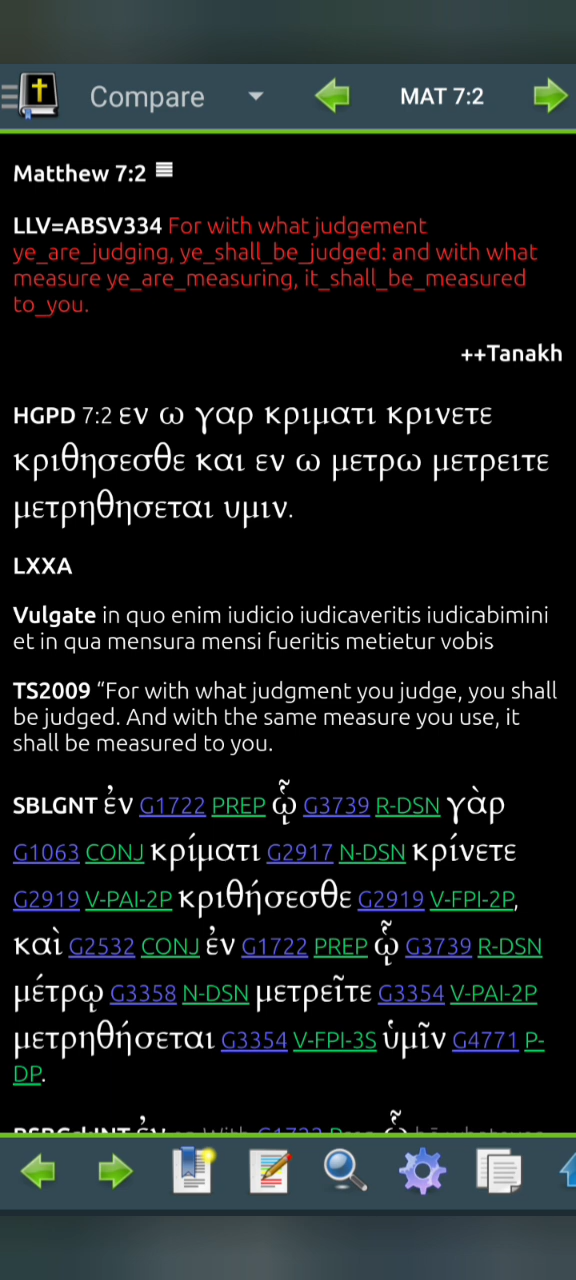 Compare
MAT 7:2
Matthew 7:2
LLV=ABSV334 For with what judgement
ye_are_judging, ye_shall_be_judged: and with what
measure ye_are_measuring, it_shall_be_measured
to_you.
++Tanakh
HGPD 7:2 εν ω γαρ κριματι κρινετε
κριθησεσθε και εν ω μετρω μετρειτε
μετρηθησεται υμιν.
LXXA
Vulgate in quo enim iudicio iudicaveritis iudicabimini
et in qua mensura mensi fueritis metietur vobis
TS2009 “For with what judgment you judge, you shall
be judged. And with the same measure you use, it
shall be measured to you.
SBLGNT ἐν G1722 PREP ᾧ G3739 R-DSN γὰρ
G1063 CONJ κρίματι G2917 N-DSN κρίνετε
G2919 V-PAI-2P κριθήσεσθε G2919 V-FPI-2P,
καὶ G2532 CONJ ἐν G1722 PREP ᾧ G3739 R-DSN
μέτρῳ G3358 N-DSN μετρεῖτε G3354 V-PAI-2P
μετρηθήσεται G3354 V-FPI-3S ὑμῖν G4771 P-
DP.